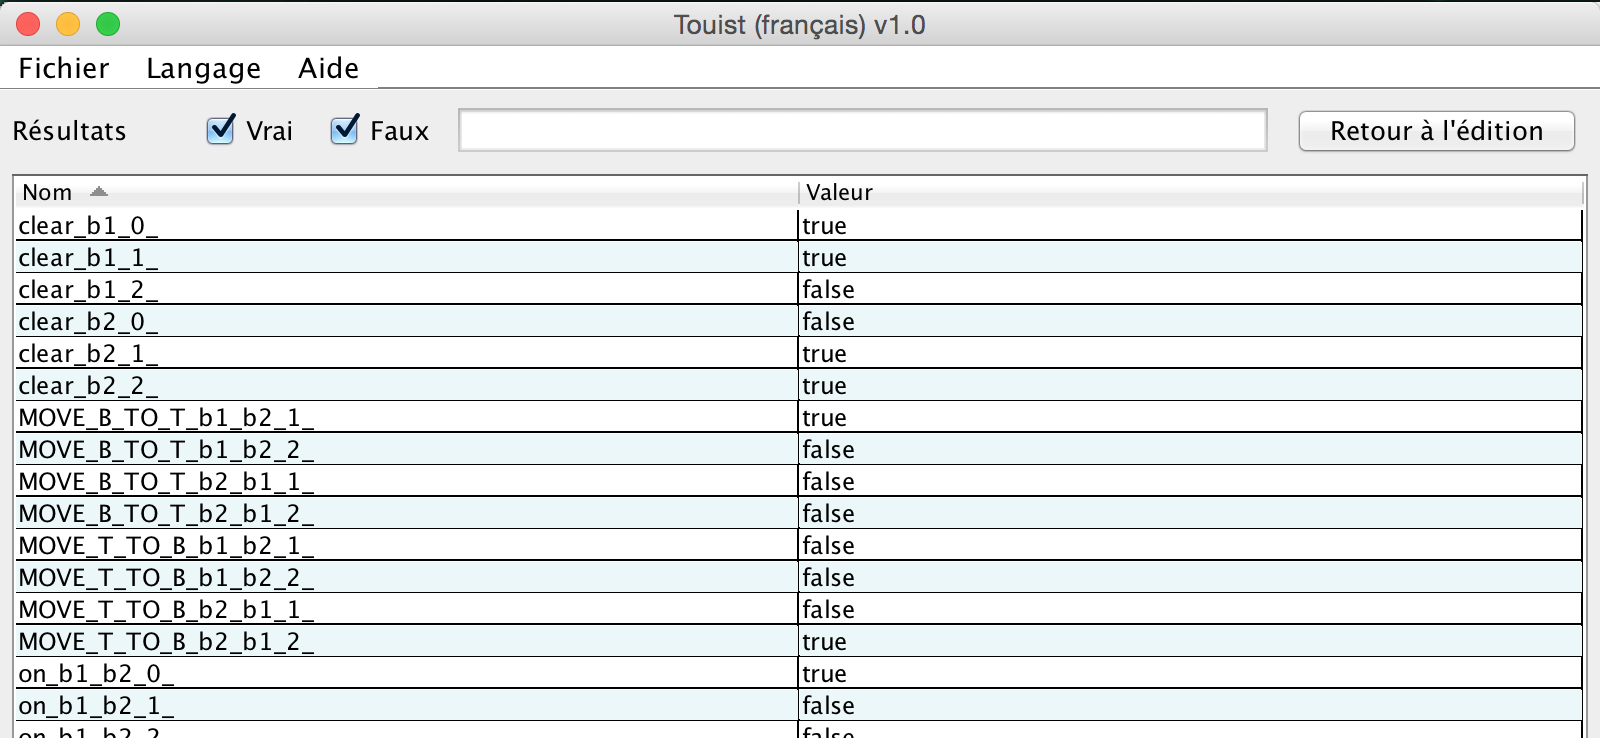 Touist (français) v1.0
Fichier Langage Aide
Résultats Vrai Faux Retour à l'édition
Nom Valeur
clear_b1_0_ true
clear_b1_1_ true
clear_b1_2_ false
clear_b2_0_ false
clear_b2_1_ true
clear_b2_2_ true
MOVE_B_TO_T_b1_b2_1_ true
MOVE_B_TO_T_b1_b2_2_ false
MOVE_B_TO_T_b2_b1_1_ false
MOVE_B_TO_T_b2_b1_2_ false
MOVE_T_TO_B_b1_b2_1_ false
MOVE_T_TO_B_b1_b2_2_ false
MOVE_T_TO_B_b2_b1_1_ false
MOVE_T_TO_B_b2_b1_2_ true
on_b1_b2_0_ true
on_b1_b2_1_ false
on_b1_b2_2_ false